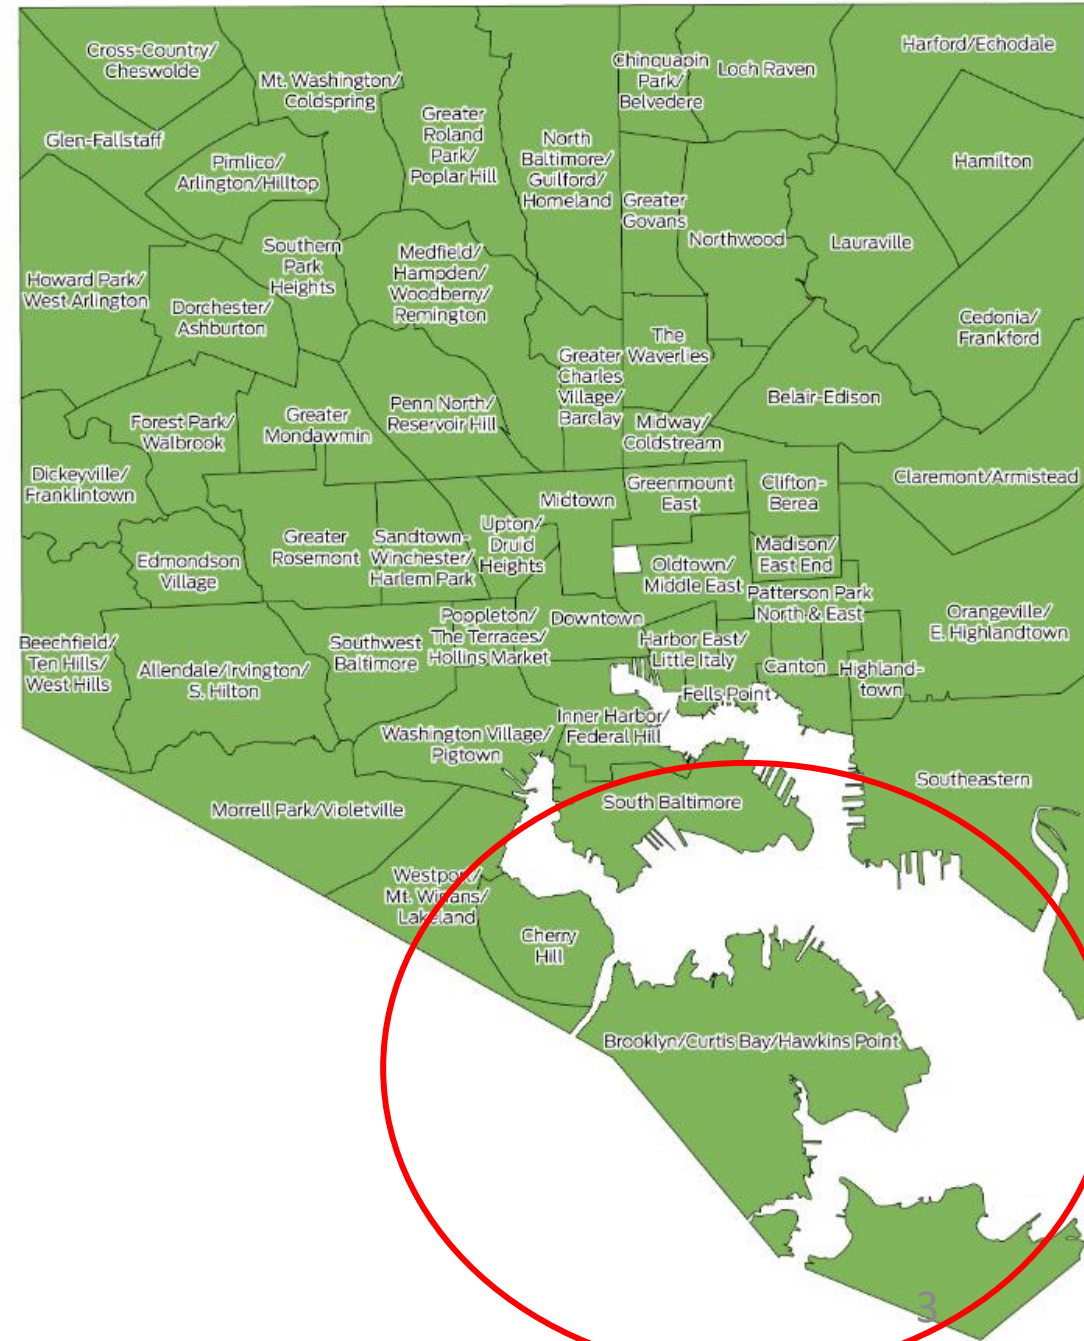 Cross-Country/
Cheswolde
Mt. Washington/
Coldspring
Greater
Roland
Park/
Poplar Hill
North
Baltimore/
Guilford/
Homeland
Chinquapin
Park/
Belvedere
Loch Raven
Harford/Echodale
Glen-Fallstaff
Pimlico/
Arlington/Hilltop
Hamilton
Greater
Govans
Northwood
Lauraville
Howard Park/
West Arlington
Southern
Park
Heights
Dorchester/
Ashburton
Medfield/
Hampden/
Woodberry/
Remington
Cedonia/
Frankford
The
Waverlies
Greater
Charles
Village/
Barclay
Belair-Edison
Forest Park/
Walbrook
Greater
Mondawmin
Penn North/
Reservoir Hill
Midway/
Coldstream
Dickeyville/
Franklintown
Claremont/Armistead
Midtown
Greenmount
East
Clifton-
Berea
Edmondson
Village
Greater
Rosemont
Sandtown-
Winchester/
Harlem Park
Upton/
Druid
Heights
Oldtown/
Middle East
Madison/
East End
Patterson Park
North & East
Orangeville/
E. Highlandtown
Beechfield/
Ten Hills/
West Hills
Allendale/Irvington/
S. Hilton
Southwest
Baltimore
Poppleton/
The Terraces/
Hollins Market
Downtown
Harbor East/
Little Italy
Canton
Highland-
town
Fells Point
Washington Village/
Pigtown
Inner Harbor/
Federal Hill
Southeastern
Morrell Park/Violetville
South Baltimore
Westport/
Mt. Winans/
Lakeland
Cherry
Hill
Brooklyn/Curtis Bay/Hawkins Point
3